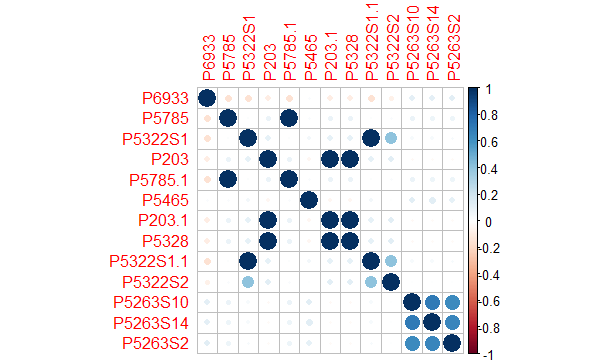 P6933
P5785
P5322S1
P203
P5785.1
P5465
P203.1
P5328
P5322S1.1
P5322S2
P5263S10
P5263S14
P5263S2
P6933
P5785
P5322S1
P203
P5785.1
P5465
P203.1
P5328
P5322S1.1
P5322S2
P5263S10
P5263S14
P5263S2
1
0.8
0.6
0.4
0.2
0
-0.2
-0.4
-0.6
-0.8
-1